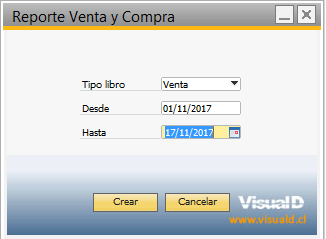 Reporte Venta y Compra
Tipo libro Venta
Desde 01/11/2017
Hasta 17/11/2017
Crear Cancelar VisualD
www.visuald.cl